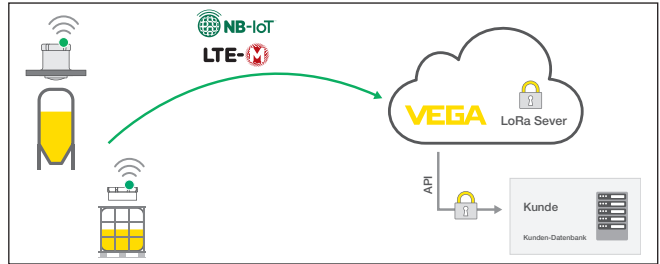 NB-IoT
LTE-M
VEGA
LoRa Sever
API
Kunde
Kunden-Datenbank